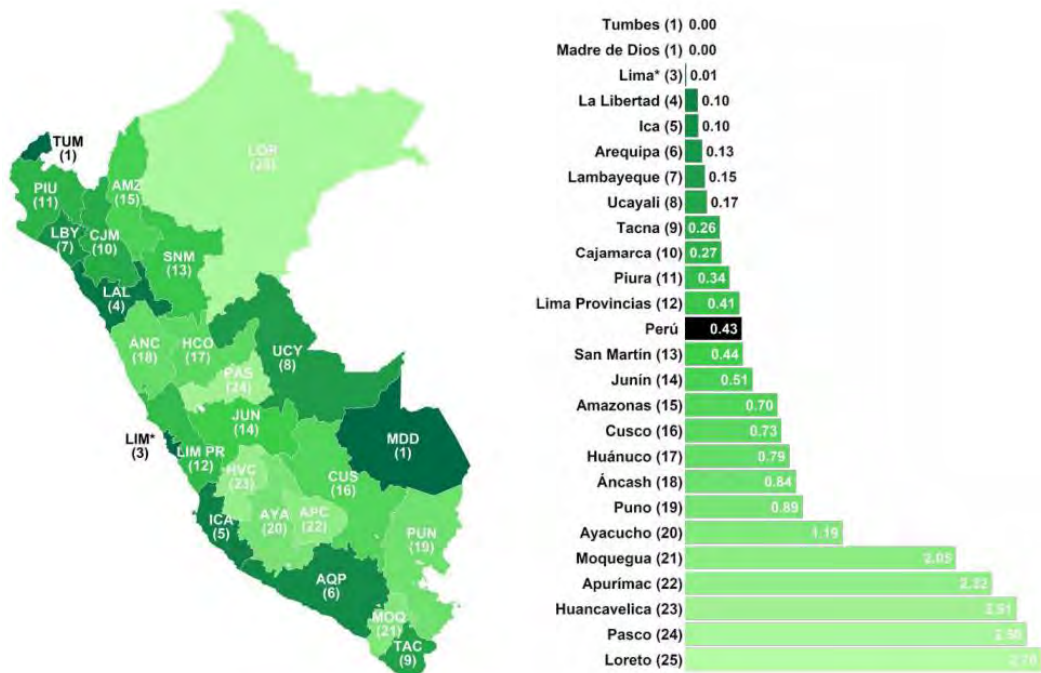 TUM
(1)
LOR
(25)
PIU
(11)
AMZ
(15)
LBY
(7)
CJM
(10)
SNM
(13)
LAL
(4)
ANC
(18)
HCO
(17)
UCY
(8)
PAS
(24)
JUN
(14)
LIM*
(3)
LIM PR
(12)
MDD
(1)
HVC
(23)
CUS
(16)
ICA
(5)
AYA
(20)
APC
(22)
PUN
(19)
AQP
(6)
MOQ
(21)
TAC
(9)
Tumbes (1) 0.00
Madre de Dios (1) 0.00
Lima* (3) 0.01
La Libertad (4) 0.10
Ica (5) 0.10
Arequipa (6) 0.13
Lambayeque (7) 0.15
Ucayali (8) 0.17
Tacna (9) 0.26
Cajamarca (10) 0.27
Piura (11) 0.34
Lima Provincias (12) 0.41
Perú 0.43
San Martín (13) 0.44
Junín (14) 0.51
Amazonas (15) 0.70
Cusco (16) 0.73
Huánuco (17) 0.79
Áncash (18) 0.84
Puno (19) 0.89
Ayacucho (20) 1.19
Moquegua (21) 2.05
Apurímac (22)
Huancavelica (23) 2.51
Pasco (24)
Loreto (25)